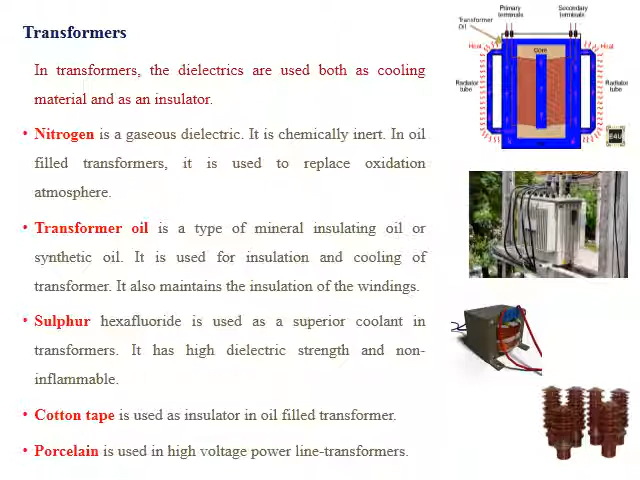 Transformers
In transformers, the dielectrics are used both as cooling
material and as an insulator.
• Nitrogen is a gaseous dielectric. It is chemically inert. In oil
filled transformers, it is used to replace oxidation
atmosphere.
• Transformer oil is a type of mineral insulating oil or
synthetic oil. It is used for insulation and cooling of
transformer. It also maintains the insulation of the windings.
• Sulphur hexafluoride is used as a superior coolant in
transformers. It has high dielectric strength and non-
inflammable.
• Cotton tape is used as insulator in oil filled transformer.
• Porcelain is used in high voltage power line-transformers.
Primary
terminals
Secondary
terminals
Transformer
Oil
Heat
Heat
Core
Radiator
tube
Radiator
tube
E4U